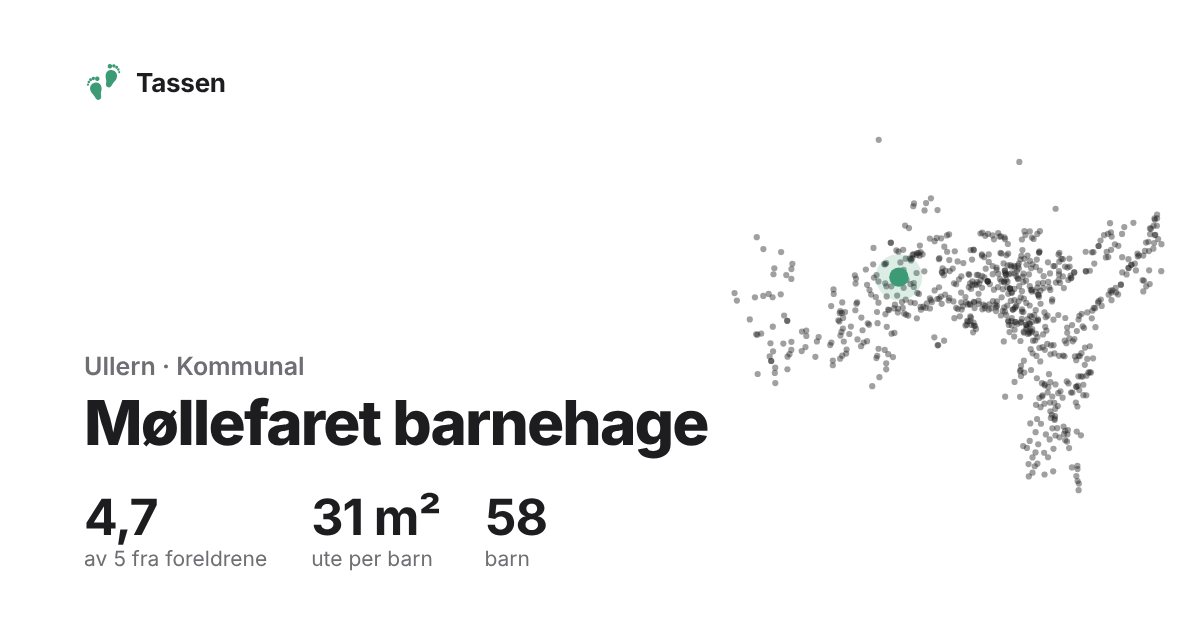 Tassen
Ullern · Kommunal
Møllefaret barnehage
4,7
av 5 fra foreldrene
31 m²
ute per barn
58
barn